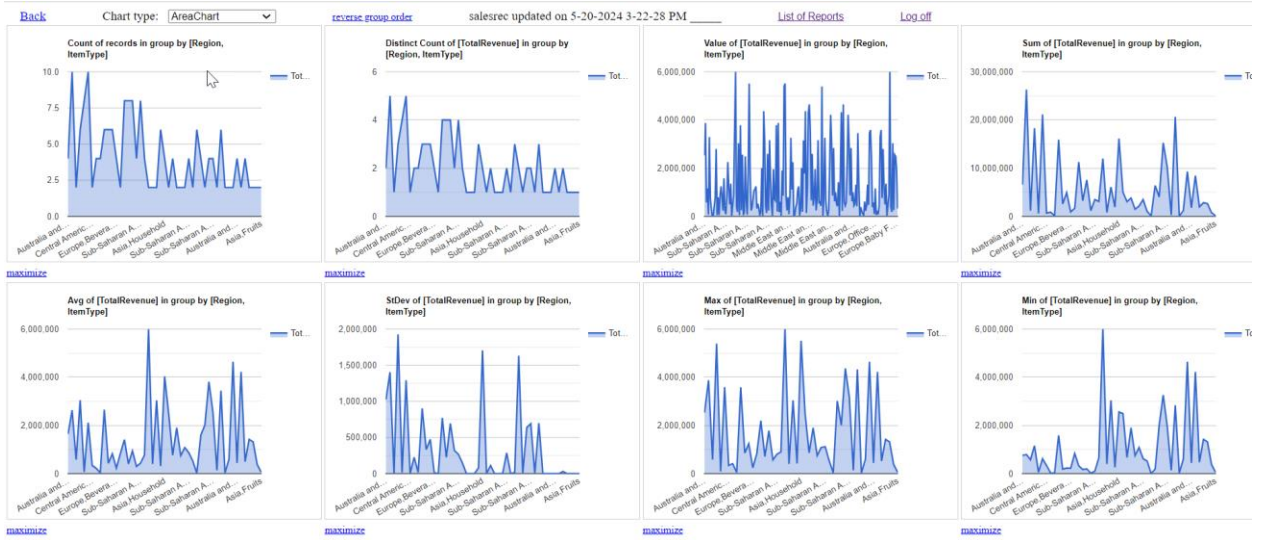 Back Chart type: AreaChart reverse group order salesrec updated on 5-20-2024 3-22-28 PM _____ List of Reports Log off
Count of records in group by [Region,
ItemType]
10.0
7.5
5.0
2.5
0.0
Tot...
Australia and...
Central Americ...
Europe,Bevera...
Sub-Saharan A...
Asia,Household
Sub-Saharan A...
Sub-Saharan A...
Australia and...
Asia,Fruits
maximize
Distinct Count of [TotalRevenue] in group by
[Region, ItemType]
6
4
2
0
Tot...
Australia and...
Central Americ...
Europe,Bevera...
Sub-Saharan A...
Asia,Household
Sub-Saharan A...
Sub-Saharan A...
Australia and...
Asia,Fruits
maximize
Value of [TotalRevenue] in group by [Region,
ItemType]
6,000,000
4,000,000
2,000,000
0
Tot...
Australia and...
Sub-Saharan A...
Sub-Saharan A...
Sub-Saharan A...
Middle East an...
Middle East an...
Middle East an...
Australia and...
Europe,Office...
Europe,Baby F...
maximize
Sum of [TotalRevenue] in group by [Region,
ItemType]
30,000,000
20,000,000
10,000,000
0
To
Australia and...
Central Americ...
Europe,Bevera...
Sub-Saharan A...
Asia,Household
Sub-Saharan A...
Sub-Saharan A...
Australia and...
Asia,Fruits
maximize
Avg of [TotalRevenue] in group by [Region,
ItemType]
6,000,000
4,000,000
2,000,000
0
Tot...
Australia and...
Central Americ...
Europe,Bevera...
Sub-Saharan A...
Asia,Household
Sub-Saharan A...
Sub-Saharan A...
Australia and...
Asia,Fruits
maximize
StDev of [TotalRevenue] in group by [Region,
ItemType]
2,000,000
1,500,000
1,000,000
500,000
0
Tot...
Australia and...
Central Americ...
Europe,Bevera...
Sub-Saharan A...
Asia,Household
Sub-Saharan A...
Sub-Saharan A...
Australia and...
Asia,Fruits
maximize
Max of [TotalRevenue] in group by [Region,
ItemType]
6,000,000
4,000,000
2,000,000
0
Tot...
Australia and...
Central Americ...
Europe,Bevera...
Sub-Saharan A...
Asia,Household
Sub-Saharan A...
Sub-Saharan A...
Australia and...
Asia,Fruits
maximize
Min of [TotalRevenue] in group by [Region,
ItemType]
6,000,000
4,000,000
2,000,000
0
To
Australia and...
Central Americ...
Europe,Bevera...
Sub-Saharan A...
Asia,Household
Sub-Saharan A...
Sub-Saharan A...
Australia and...
Asia,Fruits
maximize